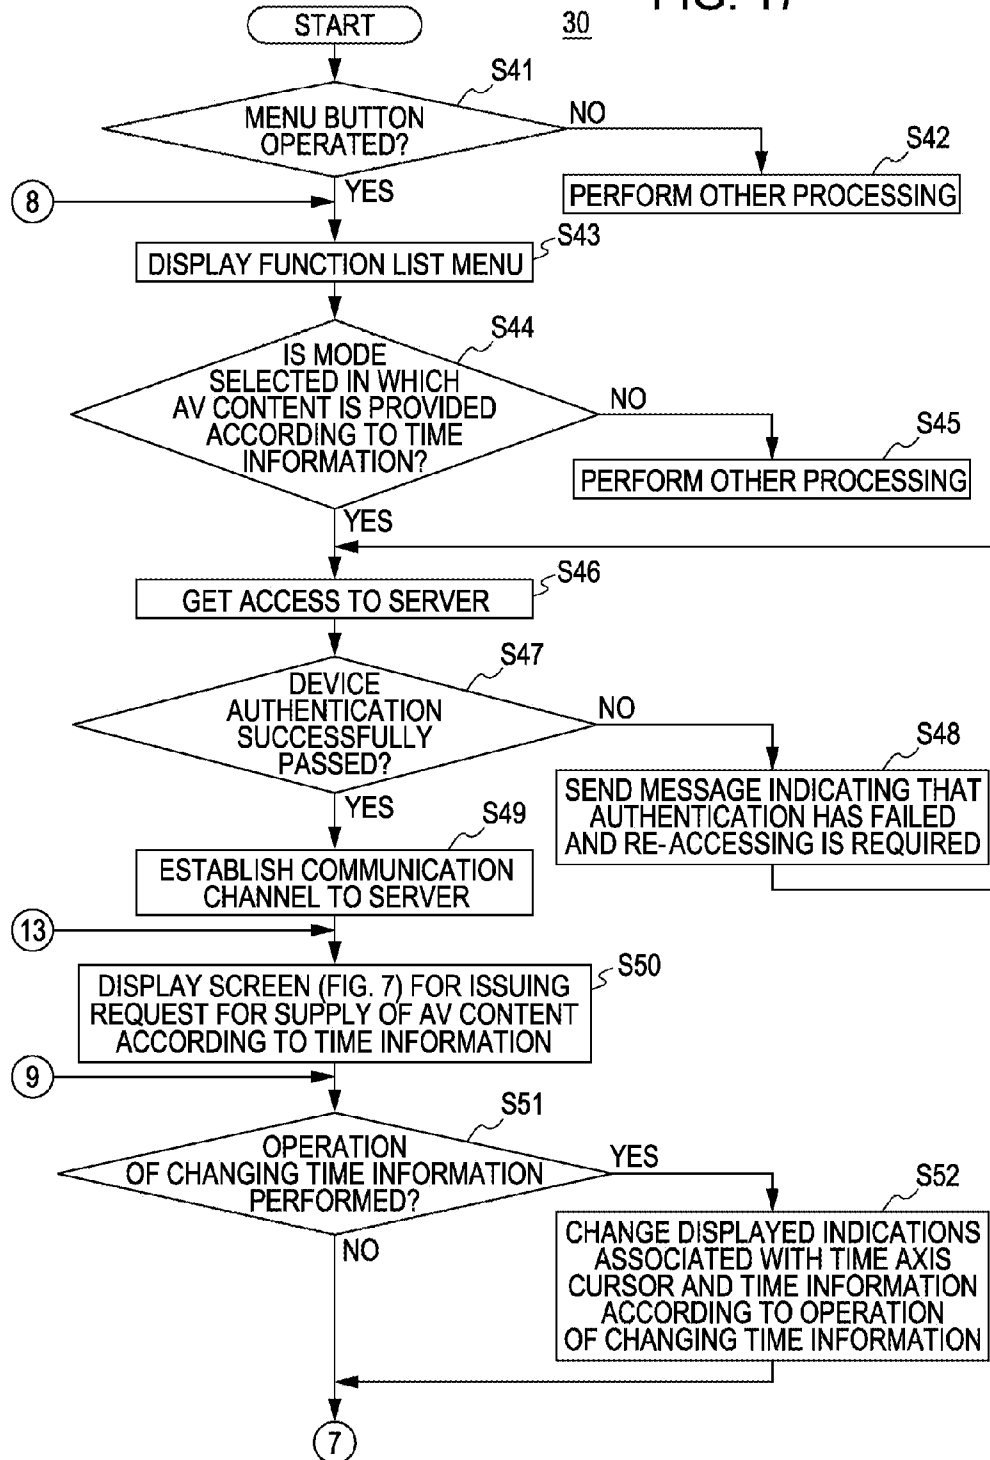 FIG. 17
START
30
S41
MENU BUTTON
OPERATED?
NO
S42
YES
PERFORM OTHER PROCESSING
8
S43
DISPLAY FUNCTION LIST MENU
S44
IS MODE
SELECTED IN WHICH
AV CONTENT IS PROVIDED
ACCORDING TO TIME
INFORMATION?
NO
S45
PERFORM OTHER PROCESSING
YES
S46
GET ACCESS TO SERVER
S47
DEVICE
AUTHENTICATION
SUCCESSFULLY
PASSED?
NO
S48
SEND MESSAGE INDICATING THAT
AUTHENTICATION HAS FAILED
AND RE-ACCESSING IS REQUIRED
YES
S49
ESTABLISH COMMUNICATION
CHANNEL TO SERVER
13
S50
DISPLAY SCREEN (FIG. 7) FOR ISSUING
REQUEST FOR SUPPLY OF AV CONTENT
ACCORDING TO TIME INFORMATION
9
S51
OPERATION
OF CHANGING TIME INFORMATION
PERFORMED?
YES
S52
CHANGE DISPLAYED INDICATIONS
ASSOCIATED WITH TIME AXIS
CURSOR AND TIME INFORMATION
ACCORDING TO OPERATION
OF CHANGING TIME INFORMATION
NO
7